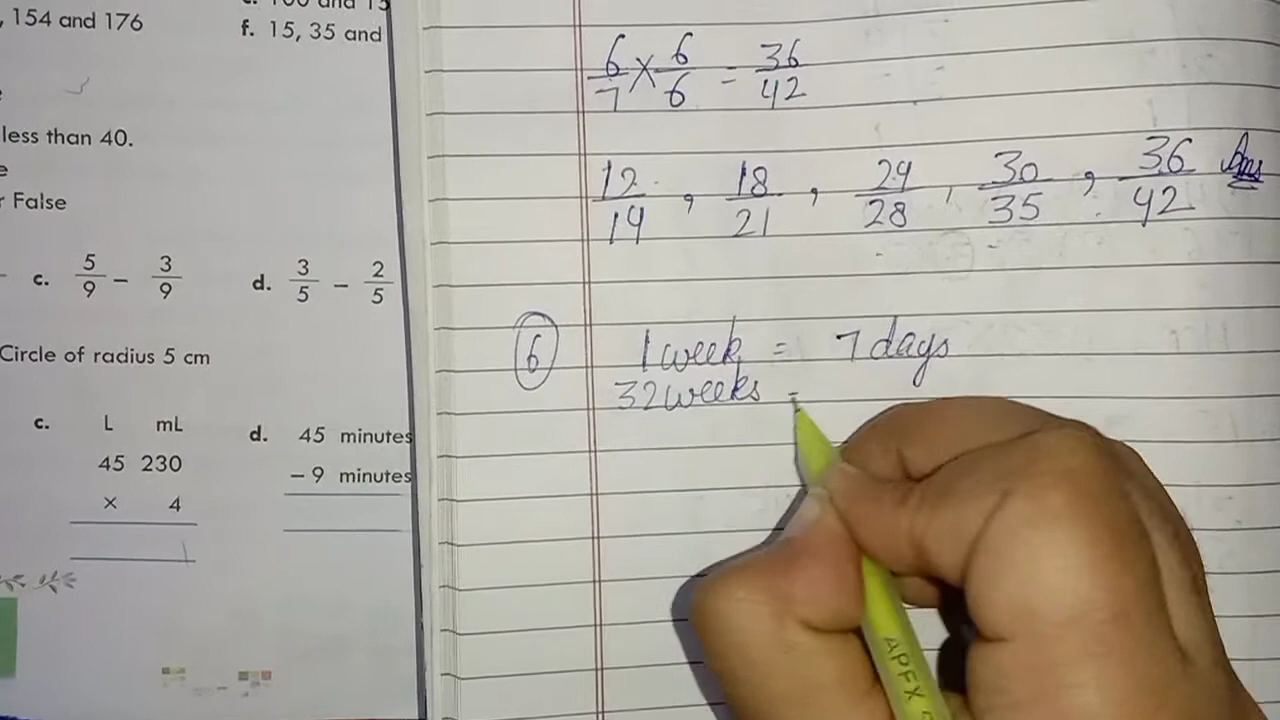 , 154 and 176
f. 15, 35 and
less than 40.
False
c. 5/9 - 3/9
d. 3/5 - 2/5
Circle of radius 5 cm
c. L mL
45 230
× 4
d. 45 minutes
- 9 minutes
6/7 × 6/6 = 36/42
12/14 , 18/21 , 24/28 , 30/35 , 36/42 Ans
6 1 week = 7 days
32 weeks =
APEX